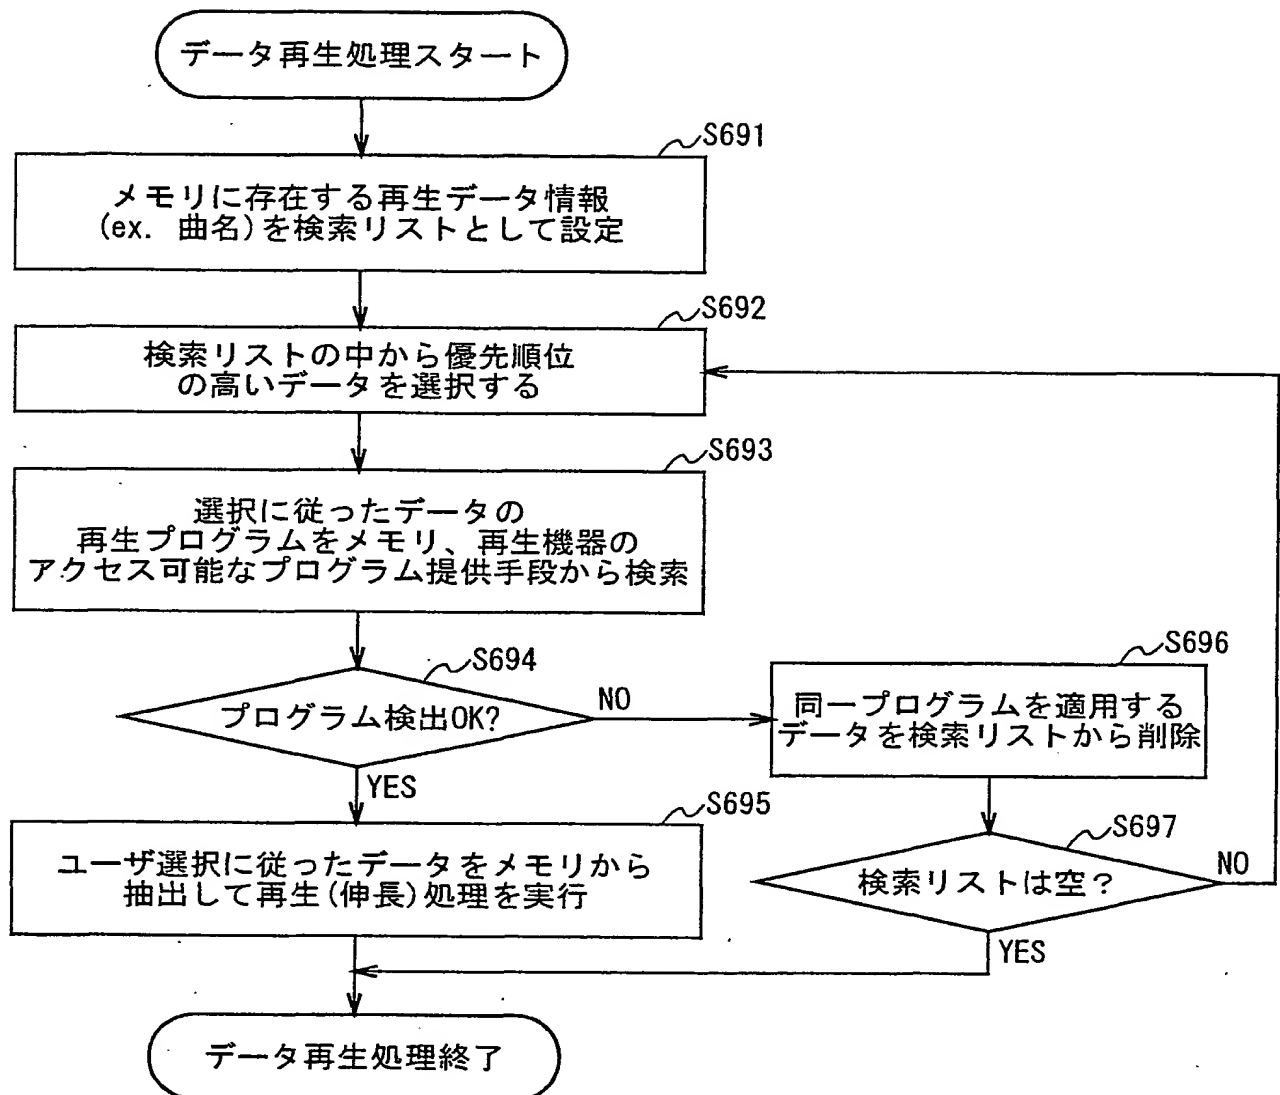 データ再生処理スタート
S691
メモリに存在する再生データ情報
(ex. 曲名)を検索リストとして設定
S692
検索リストの中から優先順位
の高いデータを選択する
S693
選択に従ったデータの
再生プログラムをメモリ、再生機器の
アクセス可能なプログラム提供手段から検索
S694
プログラム検出OK?
NO
YES
S696
同一プログラムを適用する
データを検索リストから削除
S695
ユーザ選択に従ったデータをメモリから
抽出して再生(伸長)処理を実行
S697
検索リストは空?
NO
YES
データ再生処理終了